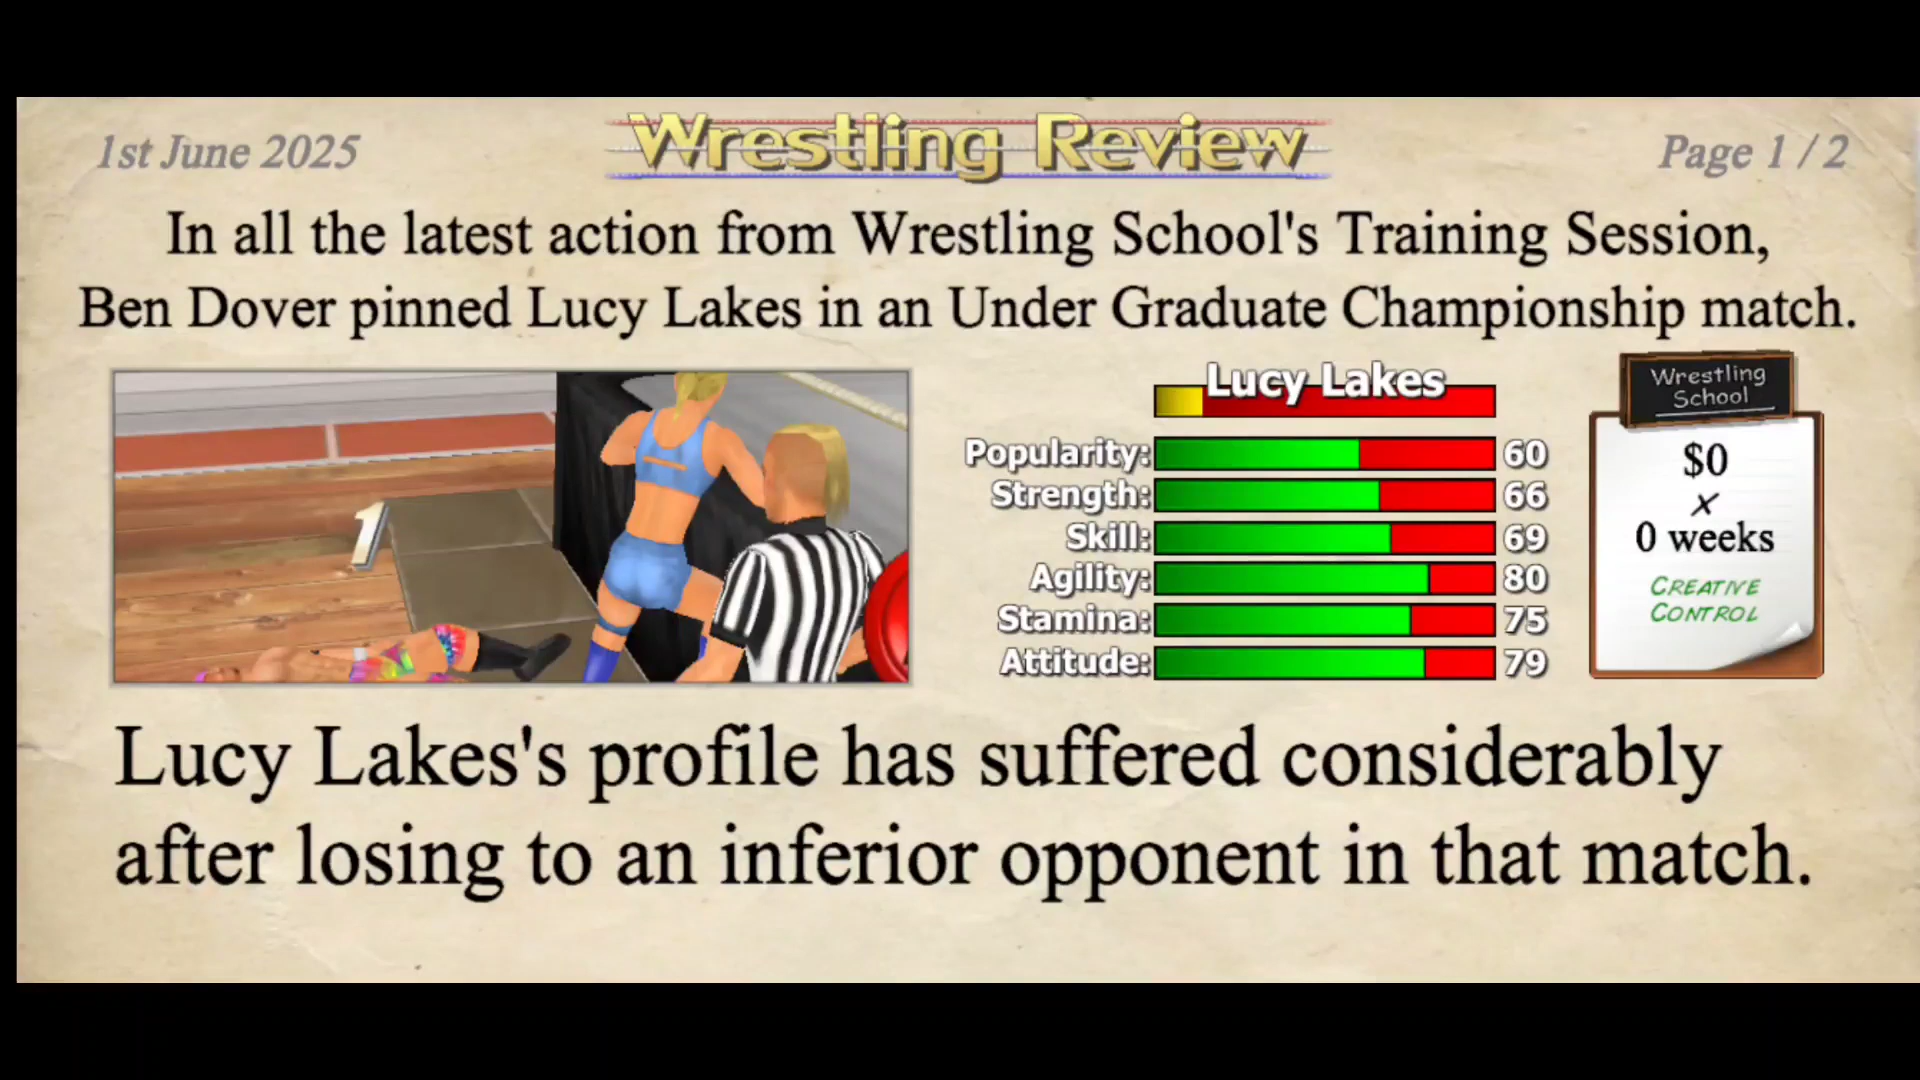 1st June 2025
Wrestling Review
Page 1 / 2
In all the latest action from Wrestling School's Training Session,
Ben Dover pinned Lucy Lakes in an Under Graduate Championship match.
1
Lucy Lakes
Popularity: 60
Strength: 66
Skill: 69
Agility: 80
Stamina: 75
Attitude: 79
Wrestling
School
$0
x
0 weeks
CREATIVE
CONTROL
Lucy Lakes's profile has suffered considerably
after losing to an inferior opponent in that match.